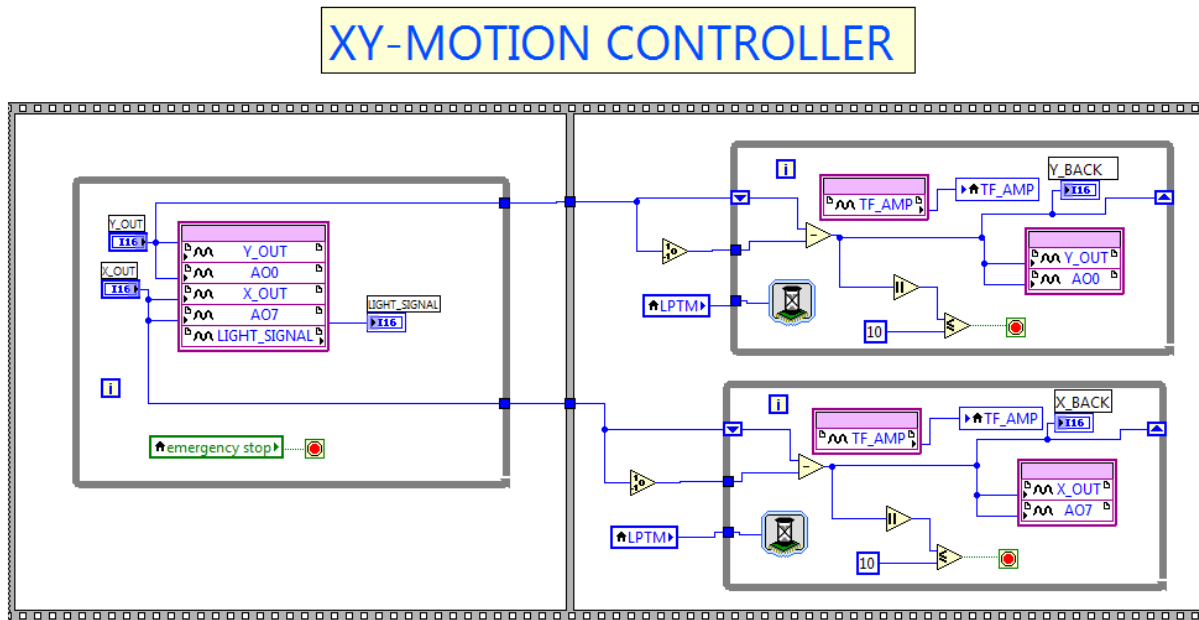 XY-MOTION CONTROLLER
Y_OUT
I16
X_OUT
I16
Y_OUT
AO0
X_OUT
AO7
LIGHT_SIGNAL
LIGHT_SIGNAL
I16
i
emergency stop
i
TF_AMP
TF_AMP
Y_BACK
I16
Y_OUT
AO0
LPTM
10
i
TF_AMP
TF_AMP
X_BACK
I16
X_OUT
AO7
LPTM
10